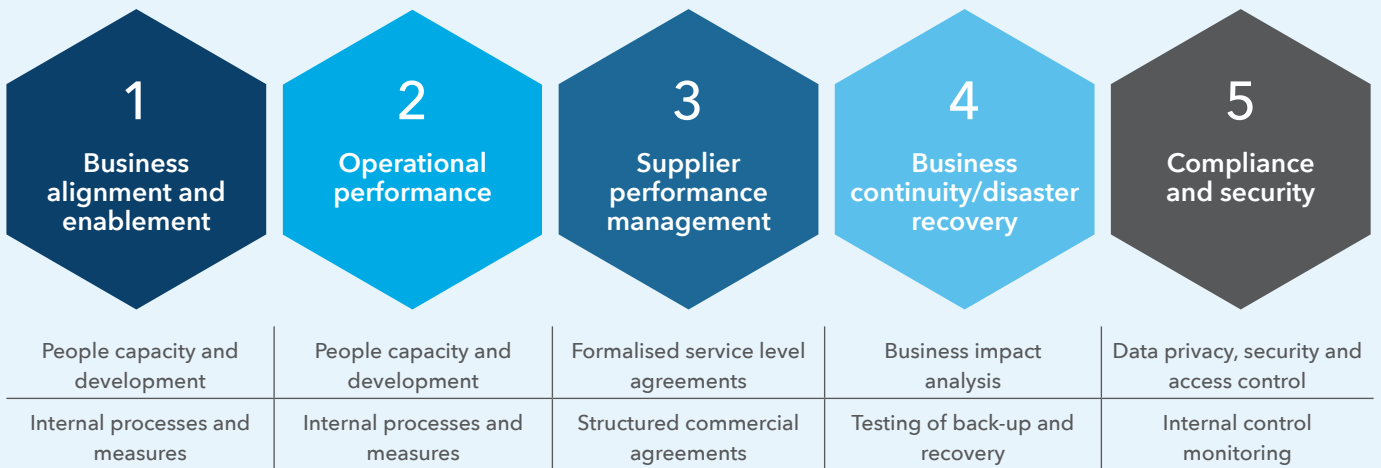 1
Business
alignment and
enablement
2
Operational
performance
3
Supplier
performance
management
4
Business
continuity/disaster
recovery
5
Compliance
and security
People capacity and
development
People capacity and
development
Formalised service level
agreements
Business impact
analysis
Data privacy, security and
access control
Internal processes and
measures
Internal processes and
measures
Structured commercial
agreements
Testing of back-up and
recovery
Internal control
monitoring